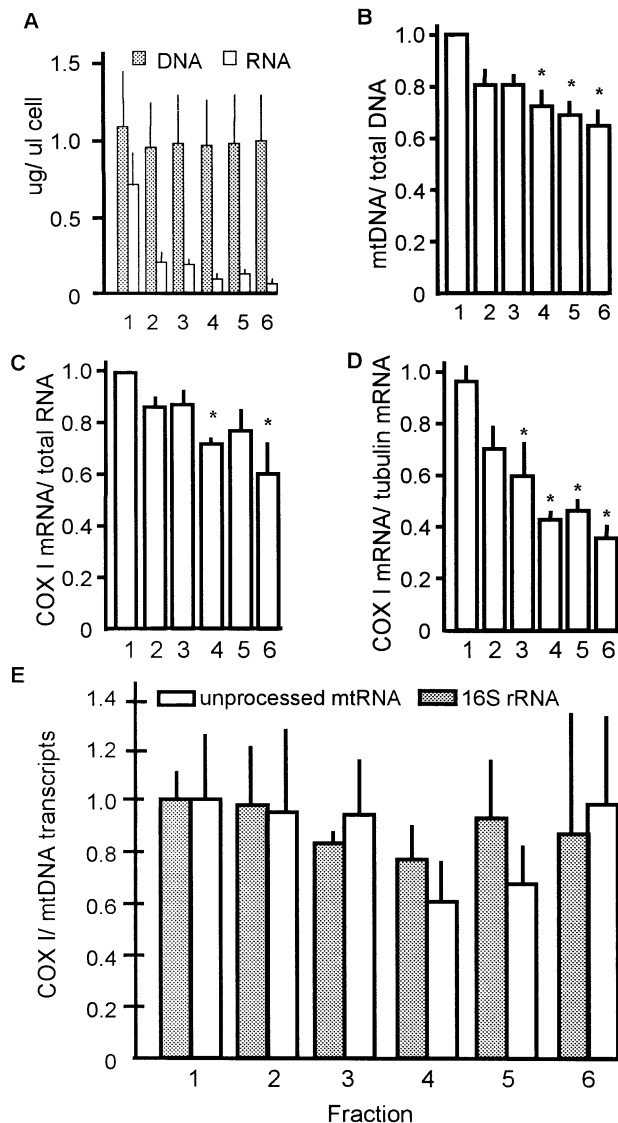 A
DNA RNA
ug/ ul cell
1.5
1.0
0.5
0
1 2 3 4 5 6
B
mtDNA/ total DNA
1.0
0.8
0.6
0.4
0.2
0
* * *
1 2 3 4 5 6
C
COX I mRNA/ total RNA
1.0
0.8
0.6
0.4
0.2
0
* *
1 2 3 4 5 6
D
COX I mRNA/ tubulin mRNA
1.0
0.8
0.6
0.4
0.2
0
* * * *
1 2 3 4 5 6
E
unprocessed mtRNA 16S rRNA
COX I/ mtDNA transcripts
1.4
1.2
1.0
0.8
0.6
0.4
0.2
0
1 2 3 4 5 6
Fraction